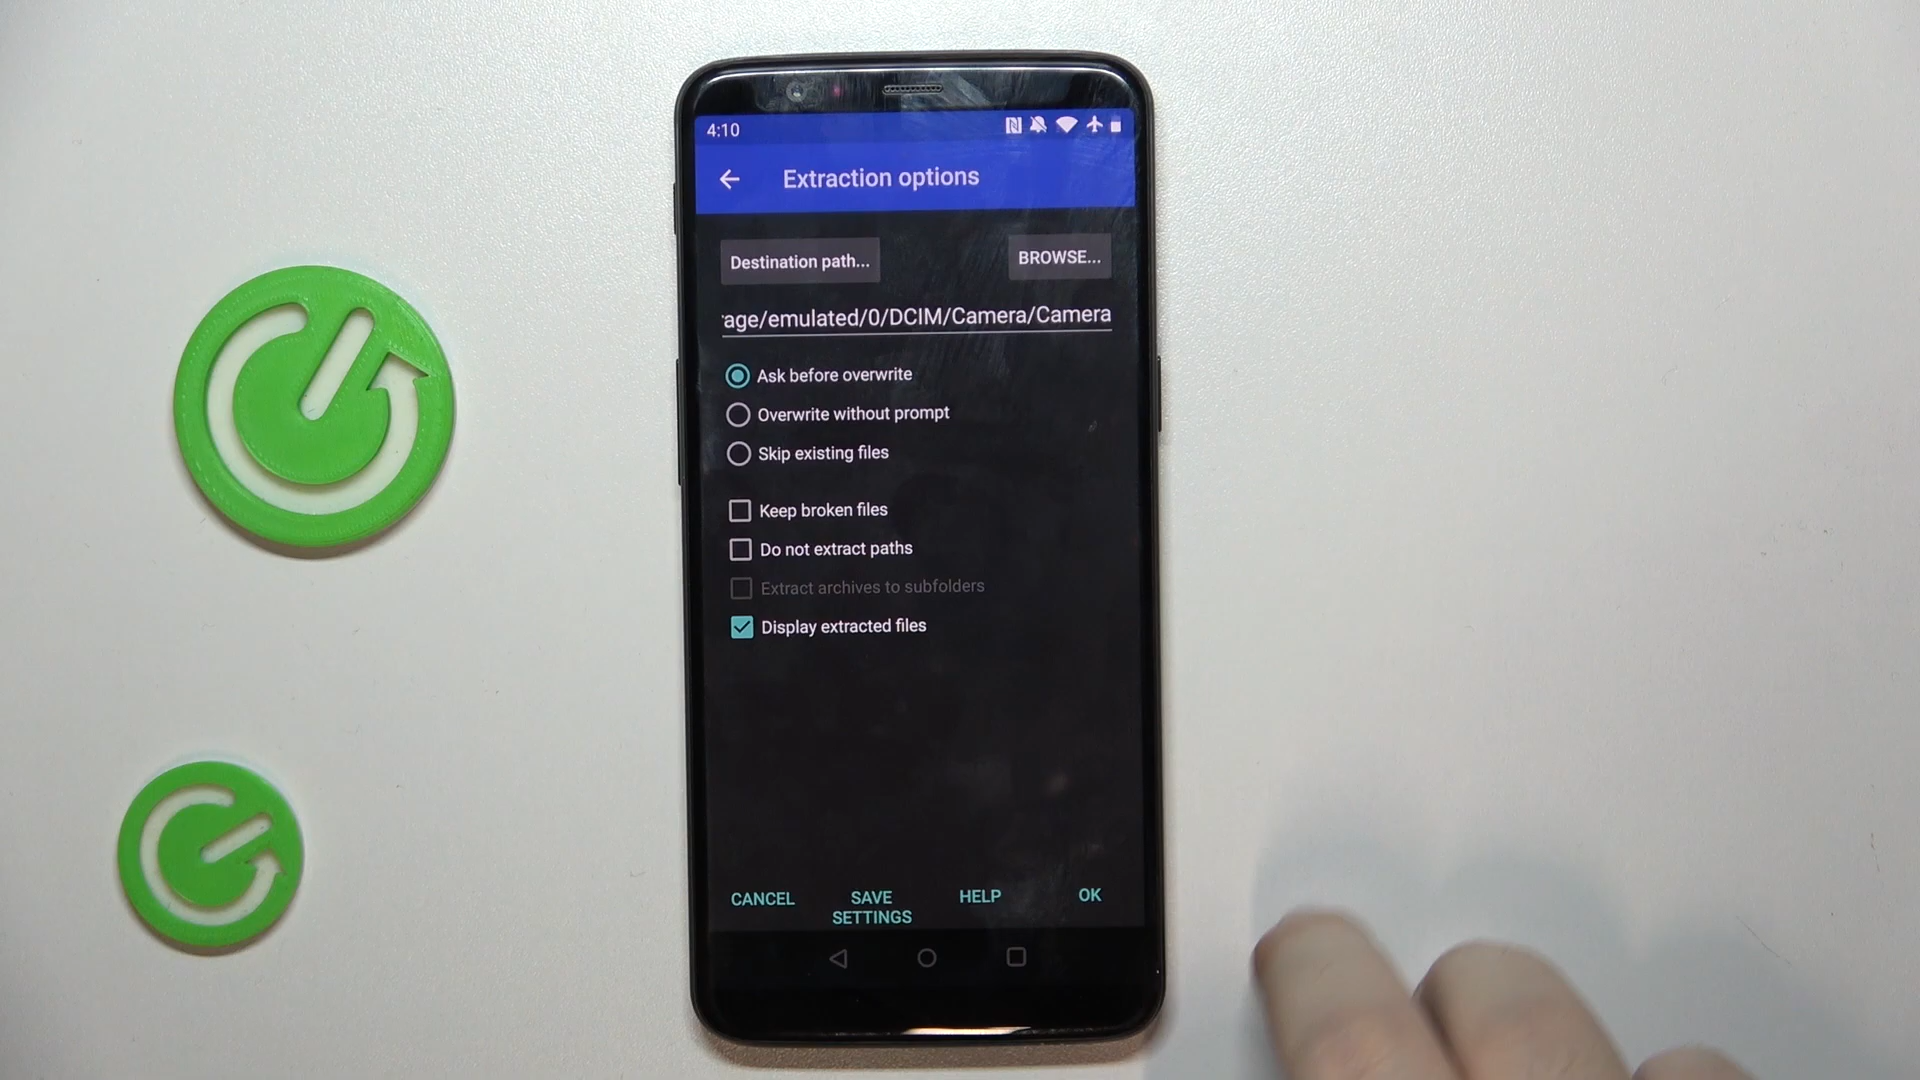 4:10
Extraction options
Destination path...
BROWSE...
age/emulated/0/DCIM/Camera/Camera
Ask before overwrite
Overwrite without prompt
Skip existing files
Keep broken files
Do not extract paths
Extract archives to subfolders
Display extracted files
CANCEL
SAVE SETTINGS
HELP
OK